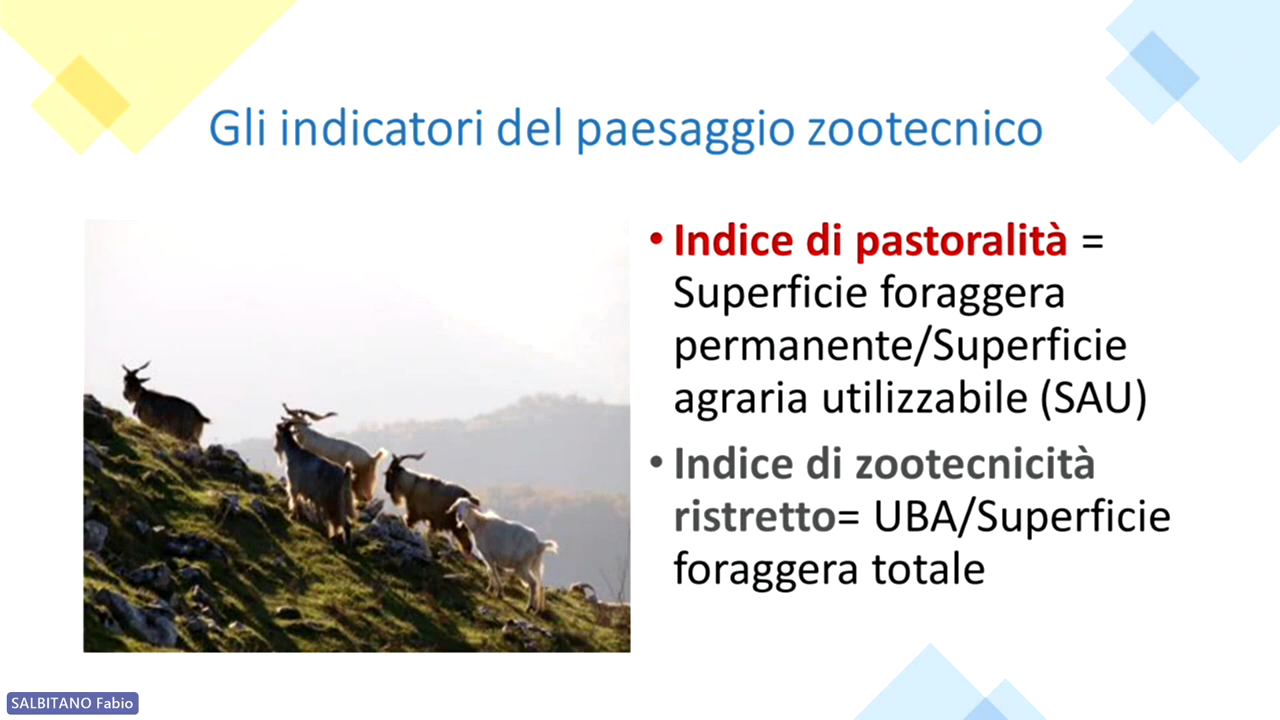 Gli indicatori del paesaggio zootecnico
• Indice di pastoralità =
Superficie foraggera
permanente/Superficie
agraria utilizzabile (SAU)
• Indice di zootecnicità
ristretto= UBA/Superficie
foraggera totale
SALBITANO Fabio